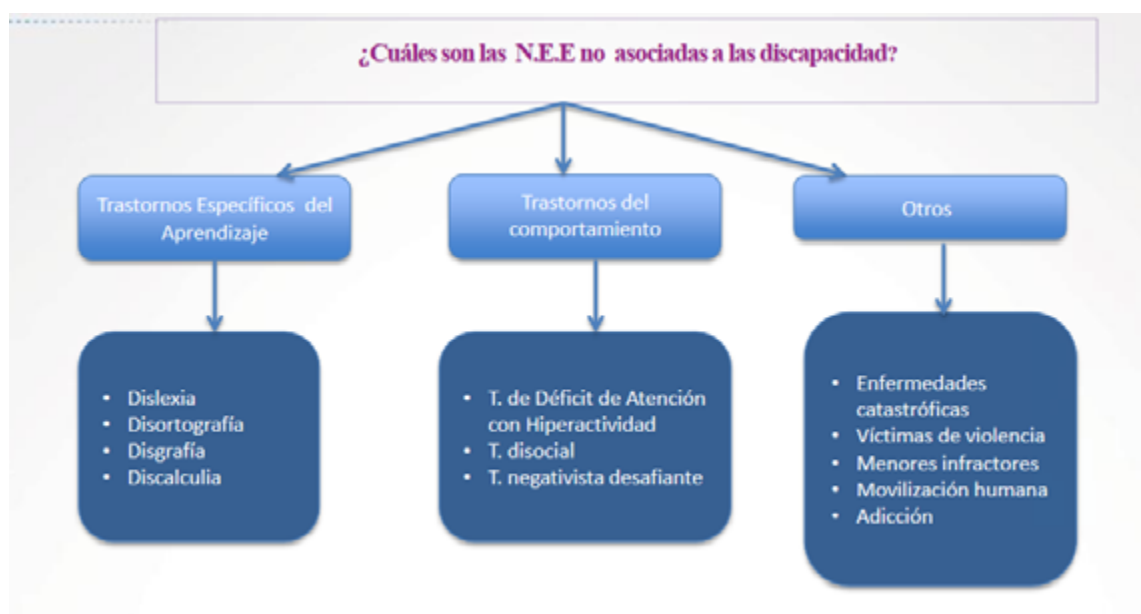 ¿Cuáles son las N.E.E no asociadas a las discapacidad?
Trastornos Específicos del
Aprendizaje
Trastornos del
comportamiento
Otros
• Dislexia
• Disortografía
• Disgrafía
• Discalculia
• T. de Déficit de Atención
con Hiperactividad
• T. disocial
• T. negativista desafiante
• Enfermedades
catastróficas
• Víctimas de violencia
• Menores infractores
• Movilización humana
• Adicción